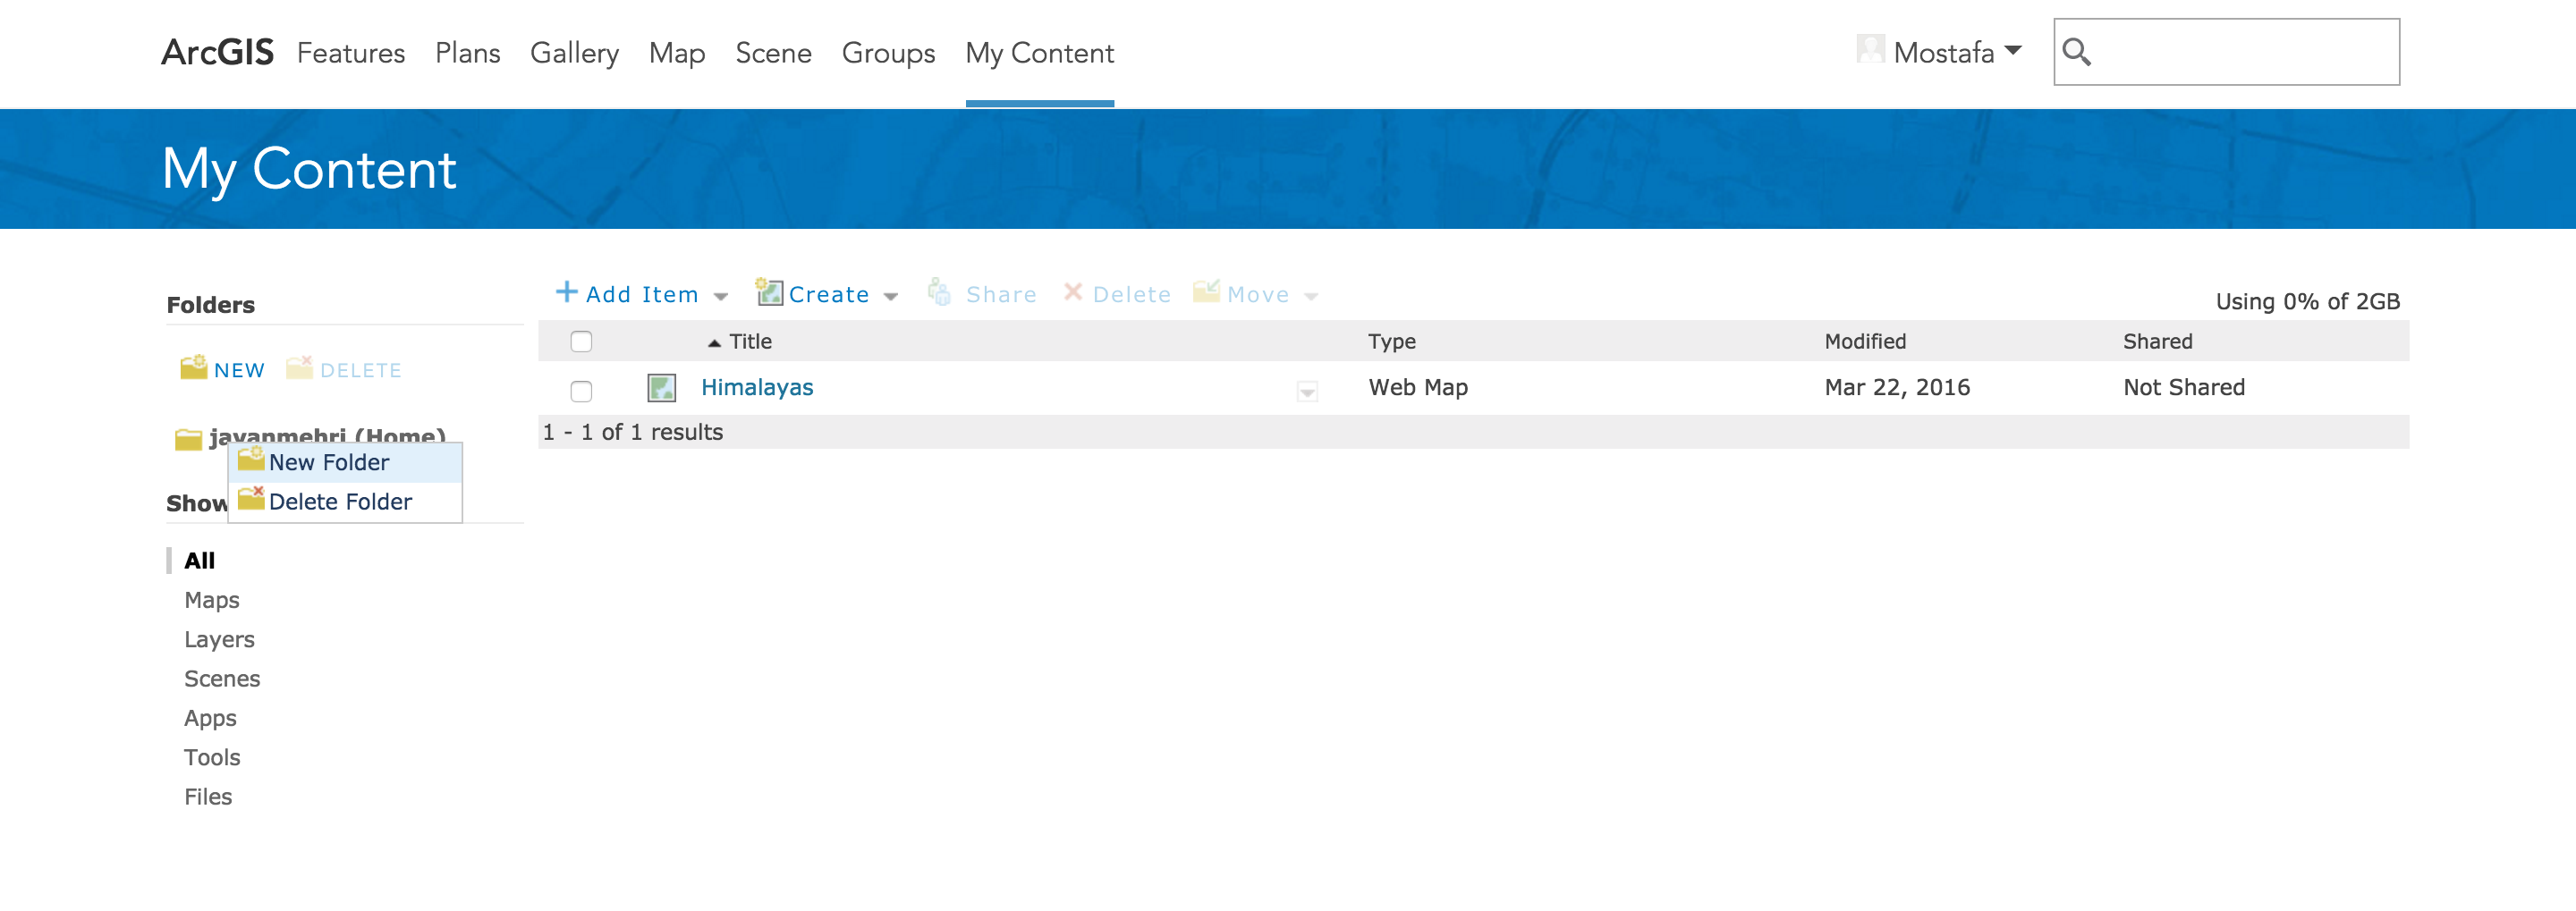 ArcGIS Features Plans Gallery Map Scene Groups My Content Mostafa
My Content
Folders
NEW DELETE
javanmehri (Home)
New Folder
Delete Folder
Show
All
Maps
Layers
Scenes
Apps
Tools
Files
Add Item Create Share Delete Move
Using 0% of 2GB
Title Type Modified Shared
Himalayas Web Map Mar 22, 2016 Not Shared
1 - 1 of 1 results